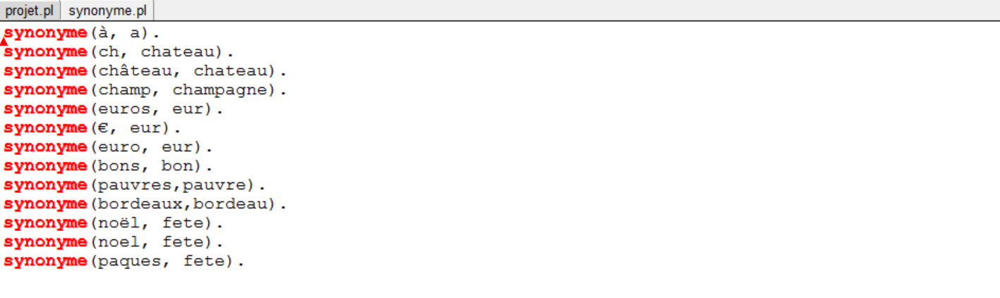 projet.pl synonyme.pl
synonyme(à, a).
synonyme(ch, chateau).
synonyme(château, chateau).
synonyme(champ, champagne).
synonyme(euros, eur).
synonyme(€, eur).
synonyme(euro, eur).
synonyme(bons, bon).
synonyme(pauvres,pauvre).
synonyme(bordeaux,bordeau).
synonyme(noël, fete).
synonyme(noel, fete).
synonyme(paques, fete).